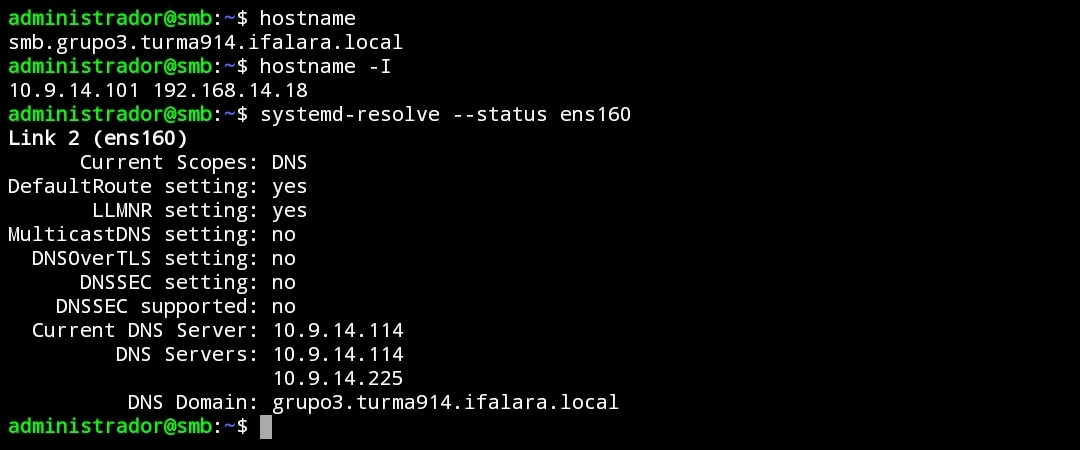 administrador@smb:~$ hostname
smb.grupo3.turma914.ifalara.local
administrador@smb:~$ hostname -I
10.9.14.101 192.168.14.18
administrador@smb:~$ systemd-resolve --status ens160
Link 2 (ens160)
Current Scopes: DNS
DefaultRoute setting: yes
LLMNR setting: yes
MulticastDNS setting: no
DNSOverTLS setting: no
DNSSEC setting: no
DNSSEC supported: no
Current DNS Server: 10.9.14.114
DNS Servers: 10.9.14.114
10.9.14.225
DNS Domain: grupo3.turma914.ifalara.local
administrador@smb:~$